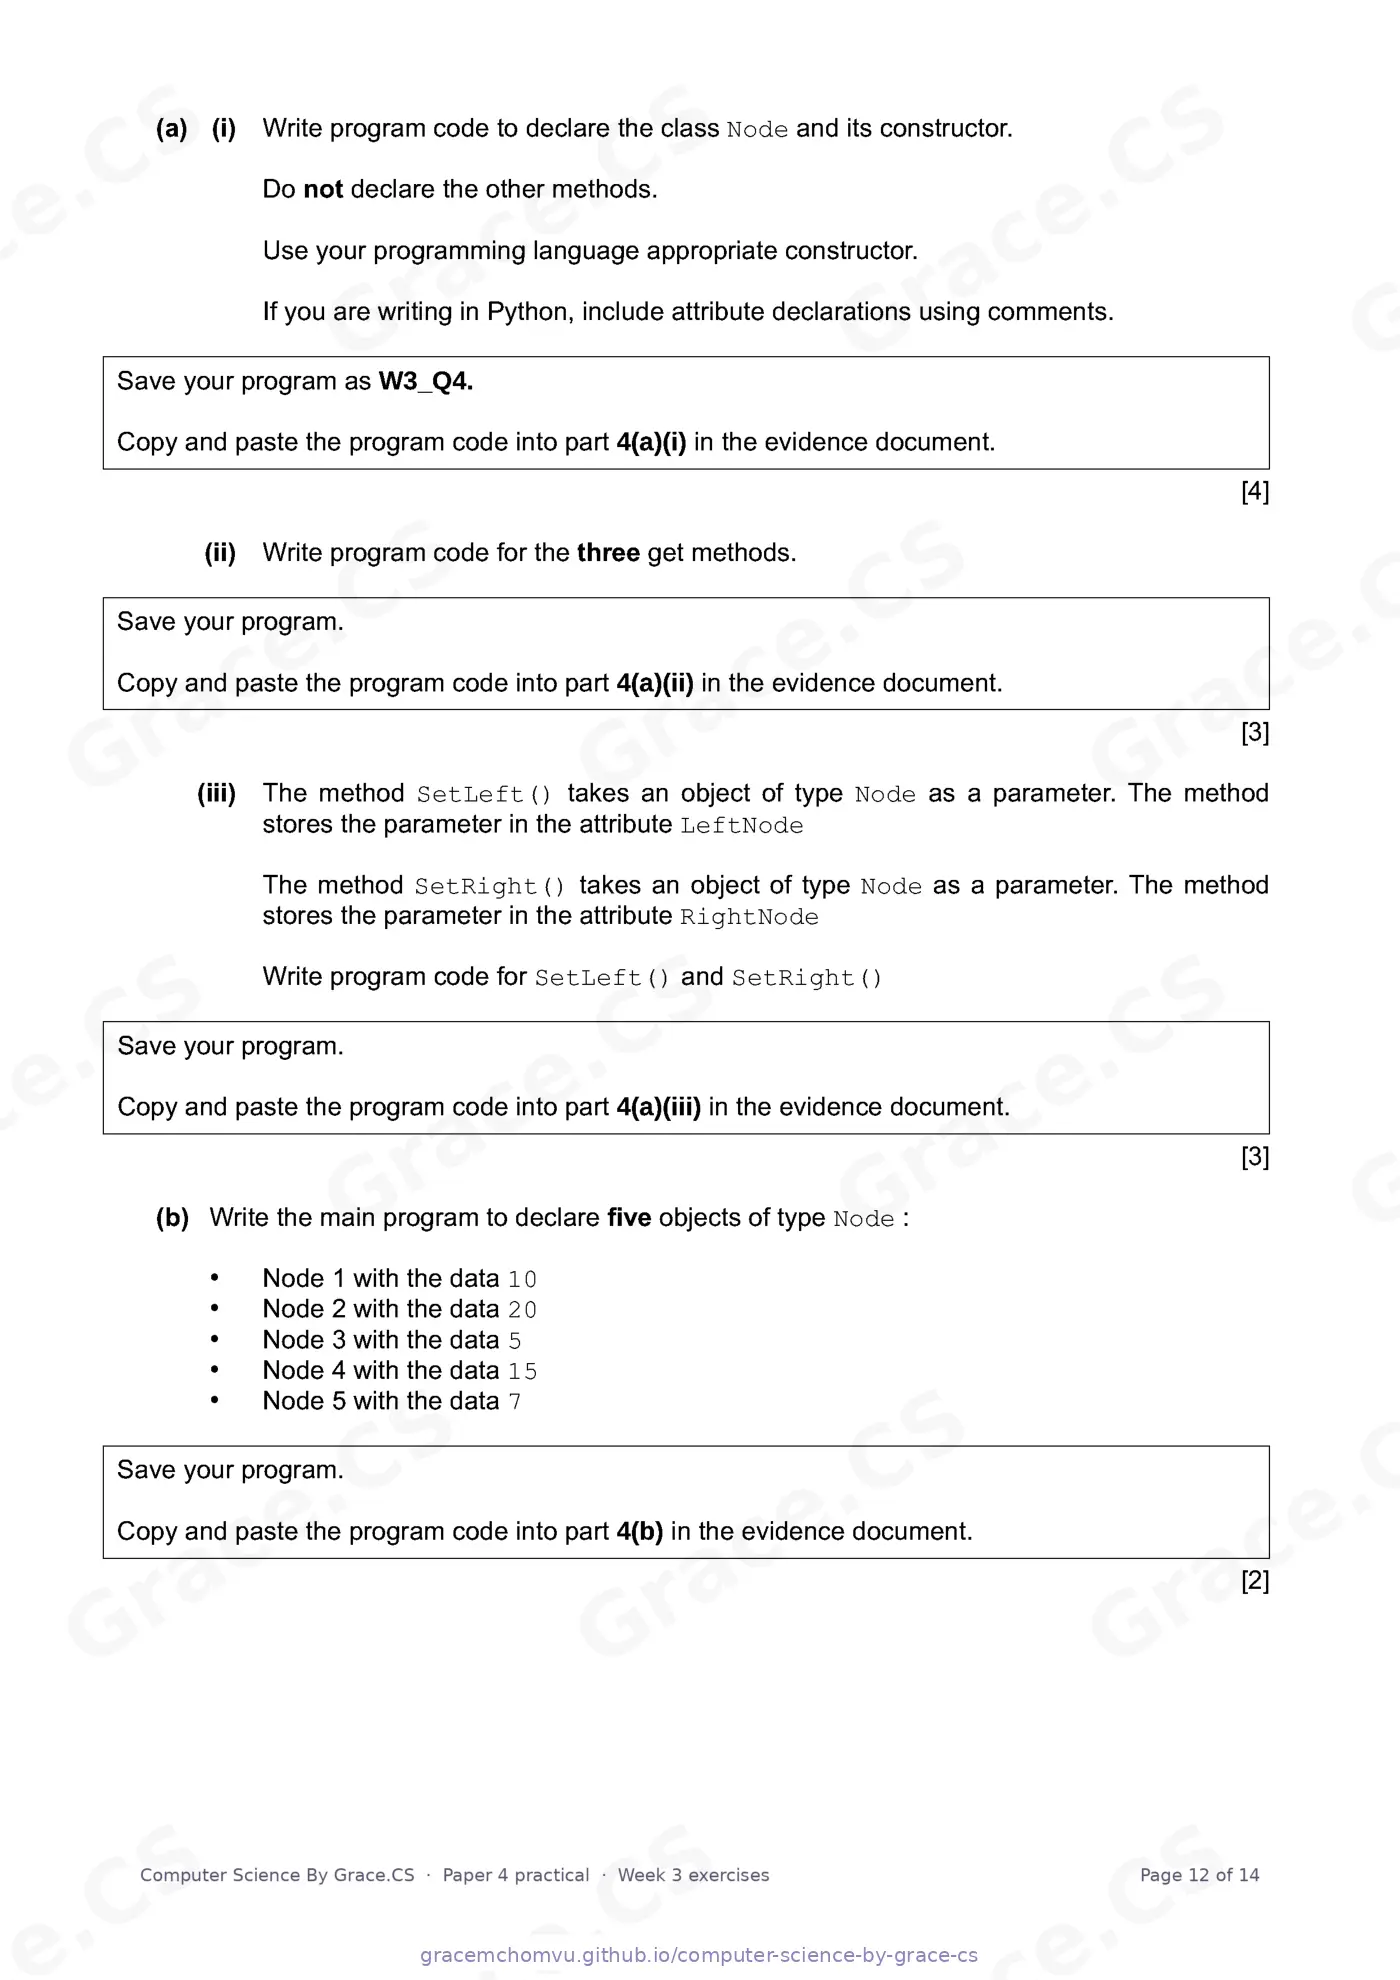 (a) (i) Write program code to declare the class Node and its constructor.
Do not declare the other methods.
Use your programming language appropriate constructor.
If you are writing in Python, include attribute declarations using comments.
Save your program as W3_Q4.
Copy and paste the program code into part 4(a)(i) in the evidence document.
[4]
(ii) Write program code for the three get methods.
Save your program.
Copy and paste the program code into part 4(a)(ii) in the evidence document.
[3]
(iii) The method SetLeft() takes an object of type Node as a parameter. The method
stores the parameter in the attribute LeftNode
The method SetRight() takes an object of type Node as a parameter. The method
stores the parameter in the attribute RightNode
Write program code for SetLeft() and SetRight()
Save your program.
Copy and paste the program code into part 4(a)(iii) in the evidence document.
[3]
(b) Write the main program to declare five objects of type Node :
• Node 1 with the data 10
• Node 2 with the data 20
• Node 3 with the data 5
• Node 4 with the data 15
• Node 5 with the data 7
Save your program.
Copy and paste the program code into part 4(b) in the evidence document.
[2]
Computer Science By Grace.CS · Paper 4 practical · Week 3 exercises Page 12 of 14
gracemchomvu.github.io/computer-science-by-grace-cs